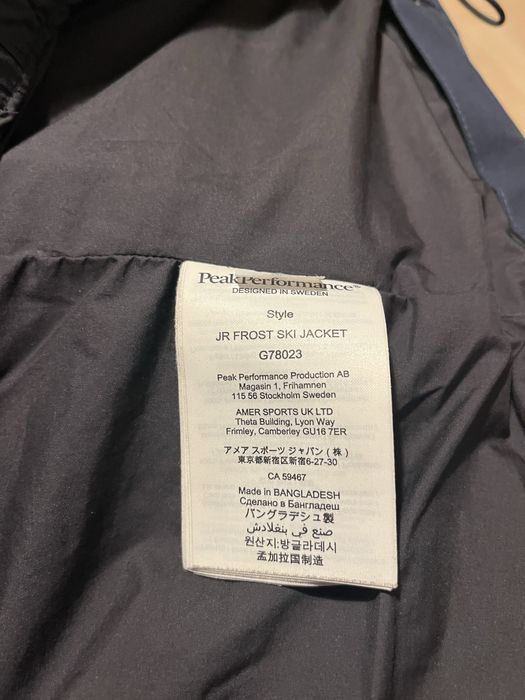 PeakPerformance®
DESIGNED IN SWEDEN
Style
JR FROST SKI JACKET
G78023
Peak Performance Production AB
Magasin 1, Frihamnen
115 56 Stockholm Sweden
AMER SPORTS UK LTD
Theta Building, Lyon Way
Frimley, Camberley GU16 7ER
アメア スポーツ ジャパン (株)
東京都新宿区新宿6-27-30
CA 59467
Made in BANGLADESH
Сделано в Бангладеш
バングラデシュ製
صنع في بنغلادش
원산지:방글라데시
孟加拉国制造